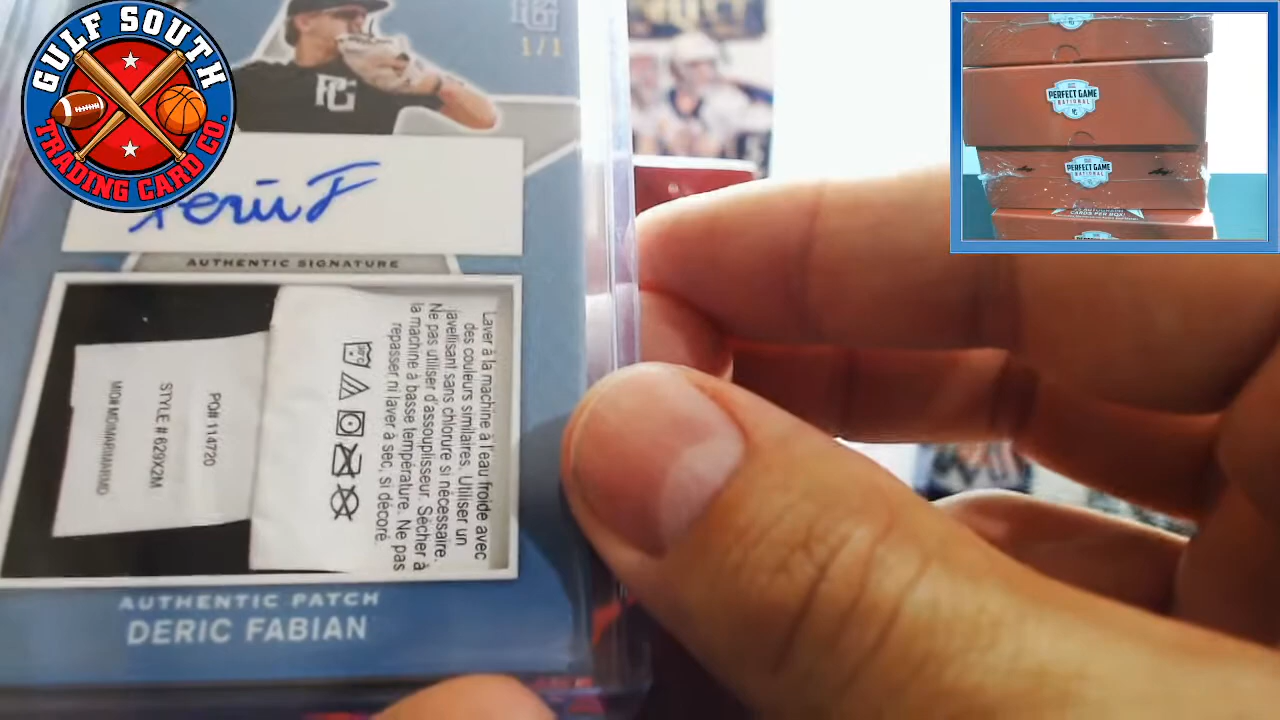 GULF SOUTH
TRADING CARD CO.
PG
1/1
PG
AUTHENTIC SIGNATURE
Laver à la machine à l'eau froide avec
des couleurs similaires. Utiliser un
javellisant sans chlorure si nécessaire.
Ne pas utiliser d'assouplisseur. Sécher à
la machine à basse température. Ne pas
repasser ni laver à sec, si décoré.
PO# 114720
STYLE # 629X2M
AUTHENTIC PATCH
DERIC FABIAN
PERFECT GAME
NATIONAL
PERFECT GAME
CARDS PER BOX!